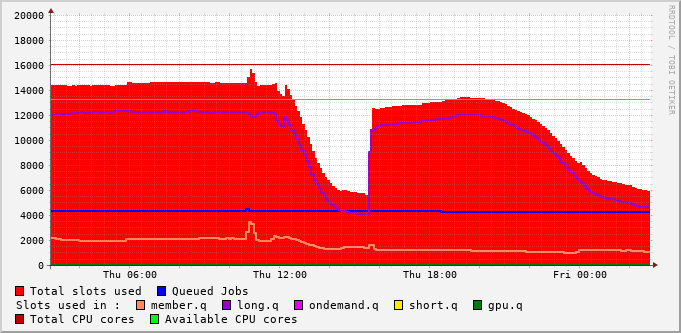 20000
18000
16000
14000
12000
10000
8000
6000
4000
2000
0
Thu 06:00 Thu 12:00 Thu 18:00 Fri 00:00
RRDTOOL / TOBI OETIKER
Total slots used Queued Jobs
Slots used in : member.q long.q ondemand.q short.q gpu.q
Total CPU cores Available CPU cores